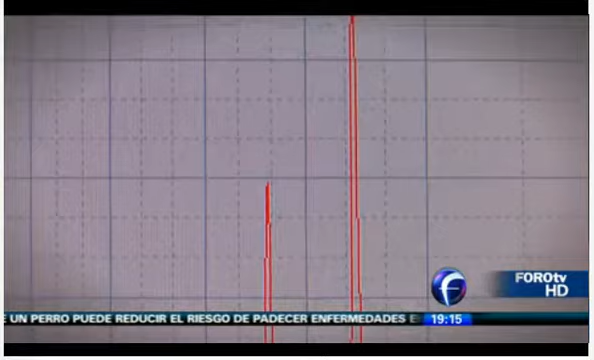 FOROtv
HD
E UN PERRO PUEDE REDUCIR EL RIESGO DE PADECER ENFERMEDADES
19:15